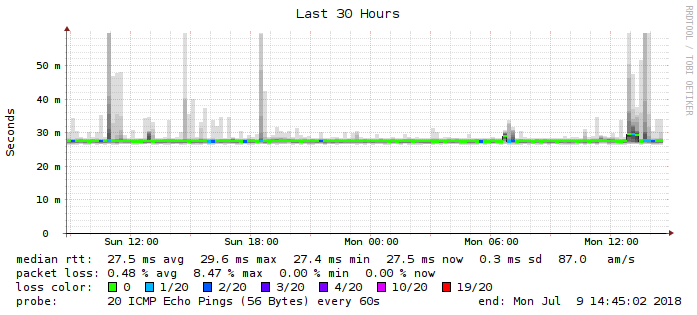 Last 30 Hours
RRDTOOL / TOBI OETIKER
Seconds
50 m
40 m
30 m
20 m
10 m
0
Sun 12:00 Sun 18:00 Mon 00:00 Mon 06:00 Mon 12:00
median rtt: 27.5 ms avg 29.6 ms max 27.4 ms min 27.5 ms now 0.3 ms sd 87.0 am/s
packet loss: 0.48 % avg 8.47 % max 0.00 % min 0.00 % now
loss color: 0 1/20 2/20 3/20 4/20 10/20 19/20
probe: 20 ICMP Echo Pings (56 Bytes) every 60s end: Mon Jul 9 14:45:02 2018